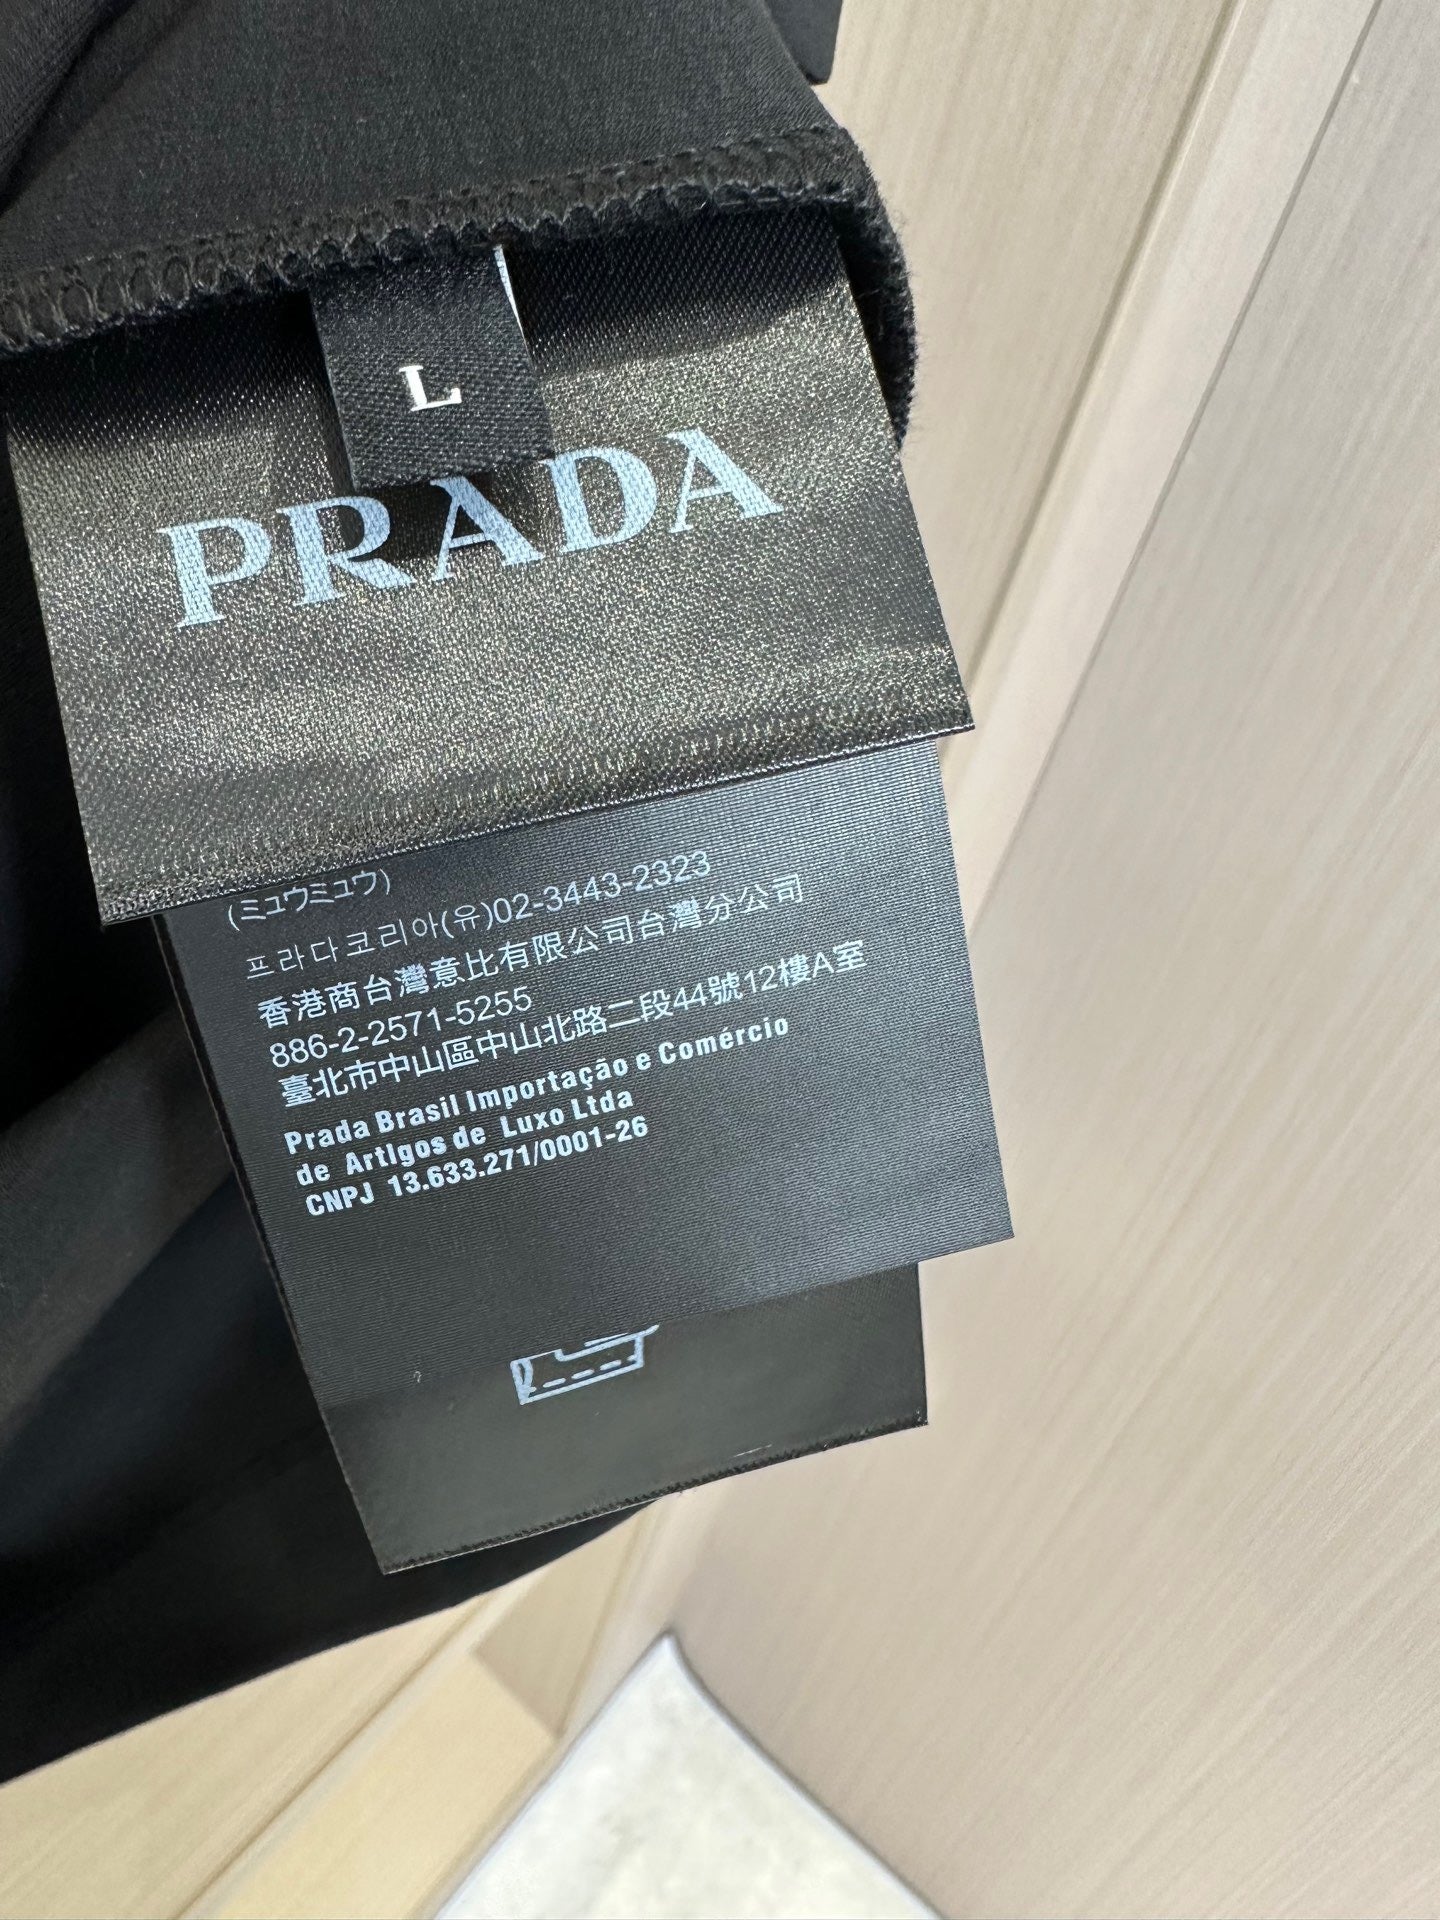 L
PRADA
(ミュウミュウ)
프라다코리아(유)02-3443-2323
香港商台灣意比有限公司台灣分公司
886-2-2571-5255
臺北市中山區中山北路二段44號12樓A室
Prada Brasil Importação e Comércio
de Artigos de Luxo Ltda
CNPJ 13.633.271/0001-26